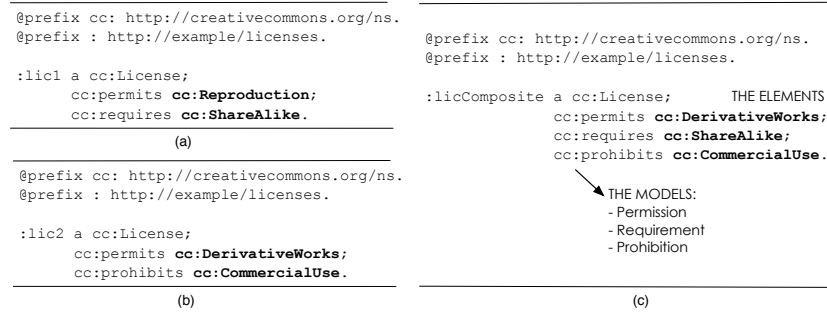 @prefix cc: http://creativecommons.org/ns.
@prefix : http://example/licenses.
:lic1 a cc:License;
cc:permits cc:Reproduction;
cc:requires cc:ShareAlike.
(a)
@prefix cc: http://creativecommons.org/ns.
@prefix : http://example/licenses.
:lic2 a cc:License;
cc:permits cc:DerivativeWorks;
cc:prohibits cc:CommercialUse.
(b)
@prefix cc: http://creativecommons.org/ns.
@prefix : http://example/licenses.
:licComposite a cc:License; THE ELEMENTS
cc:permits cc:DerivativeWorks;
cc:requires cc:ShareAlike;
cc:prohibits cc:CommercialUse.
THE MODELS:
- Permission
- Requirement
- Prohibition
(c)